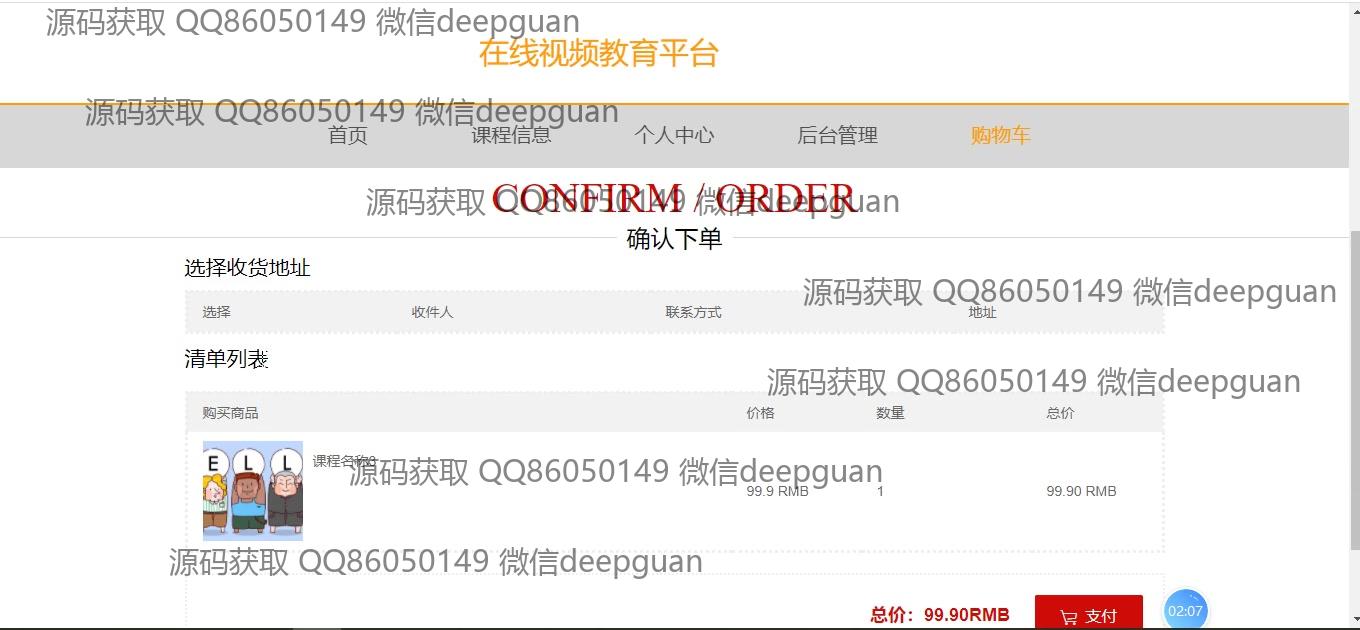 源码获取 QQ86050149 微信deepguan
在线视频教育平台
源码获取 QQ86050149 微信deepguan
首页 课程信息 个人中心 后台管理 购物车
源码获取 QQ86050149 微信deepguan
CONFIRM / ORDER
确认下单
选择收货地址
源码获取 QQ86050149 微信deepguan
选择 收件人 联系方式 地址
清单列表
源码获取 QQ86050149 微信deepguan
购买商品 价格 数量 总价
E L L
课程名称3
源码获取 QQ86050149 微信deepguan
99.9 RMB 1 99.90 RMB
源码获取 QQ86050149 微信deepguan
总价：99.90RMB 支付 02:07